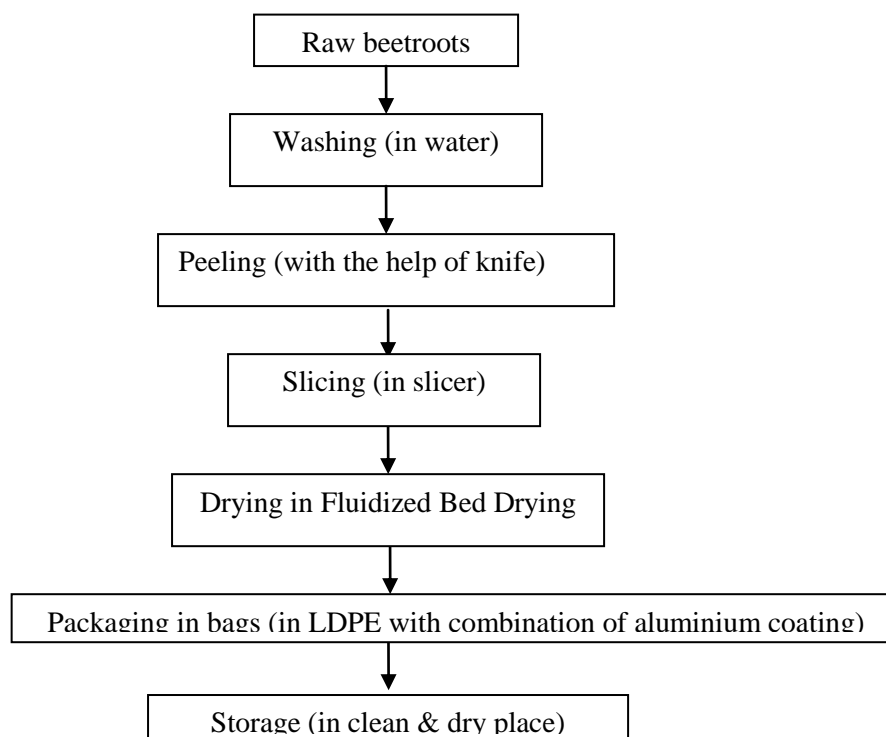 Raw beetroots
Washing (in water)
Peeling (with the help of knife)
Slicing (in slicer)
Drying in Fluidized Bed Drying
Packaging in bags (in LDPE with combination of aluminium coating)
Storage (in clean & dry place)